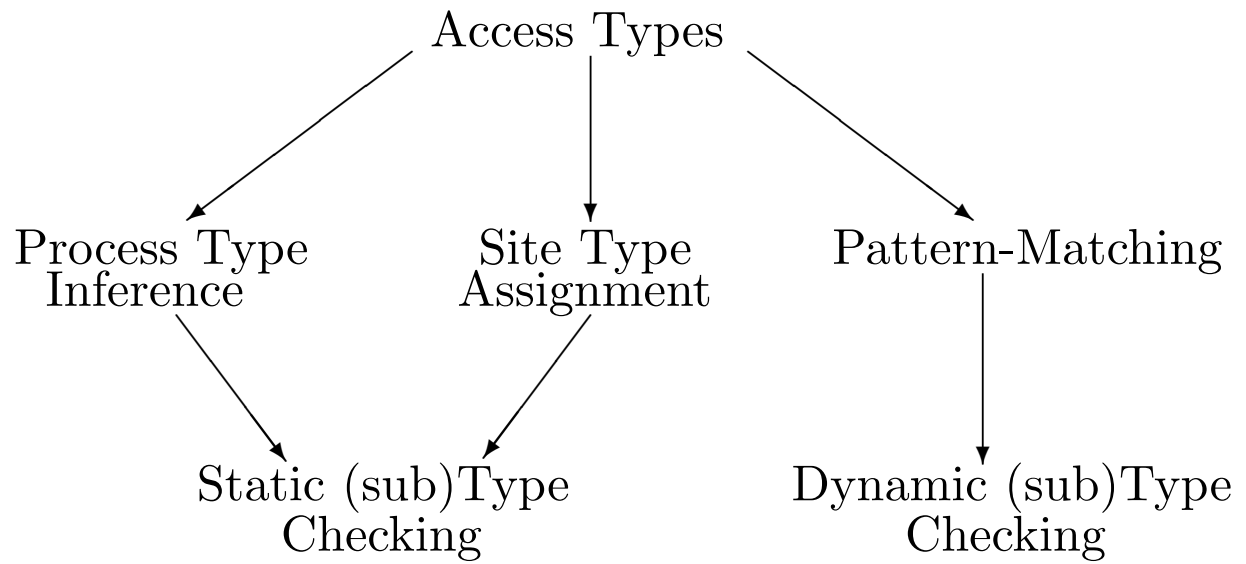 Access Types
Process Type
Inference
Site Type
Assignment
Pattern-Matching
Static (sub)Type
Checking
Dynamic (sub)Type
Checking